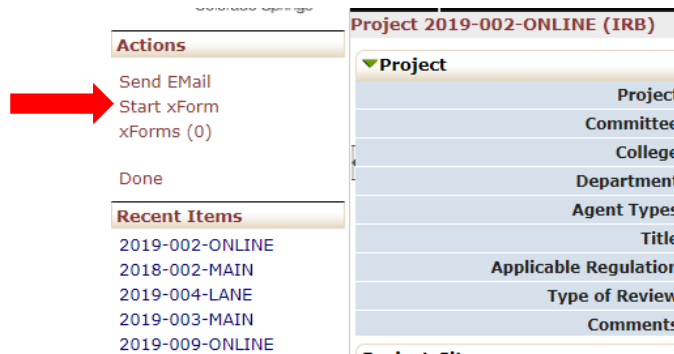 Project 2019-002-ONLINE (IRB)
Actions
Send EMail
Start xForm
xForms (0)
Done
Recent Items
2019-002-ONLINE
2018-002-MAIN
2019-004-LANE
2019-003-MAIN
2019-009-ONLINE
Project
Project
Committee
College
Department
Agent Types
Title
Applicable Regulation
Type of Review
Comments